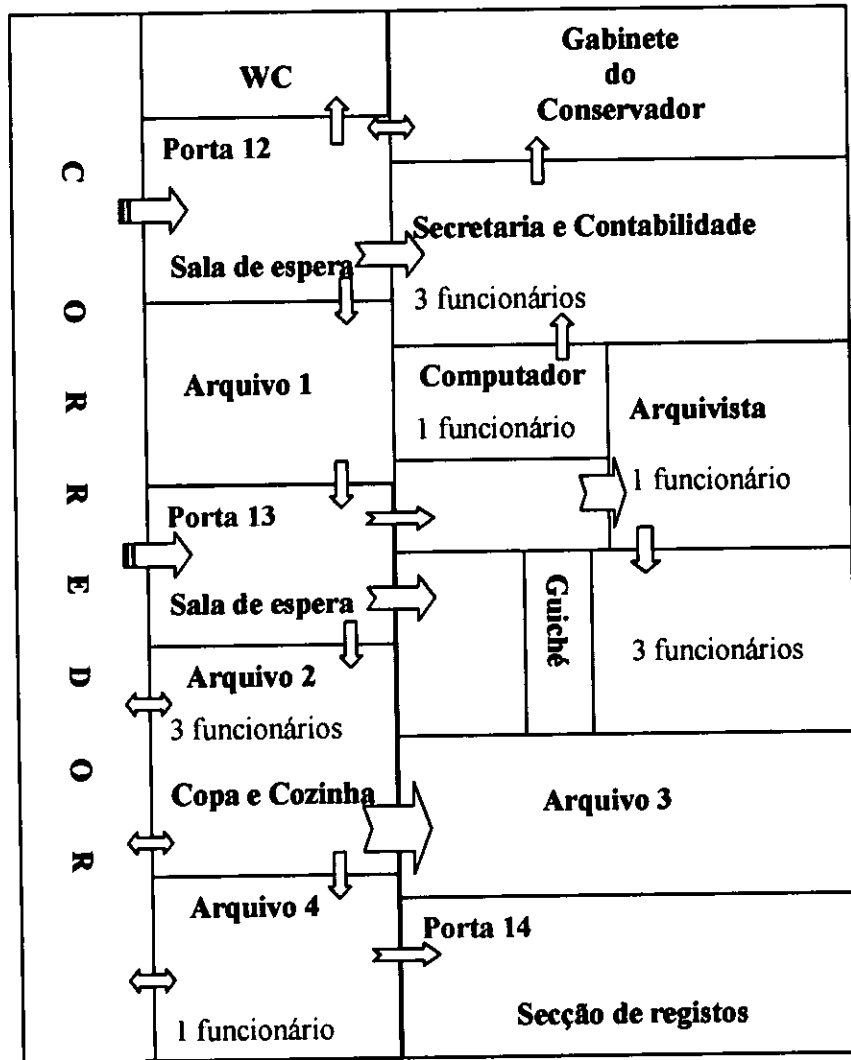 CORREDOR
WC
Gabinete
do
Conservador
Porta 12
Sala de espera
Secretaria e Contabilidade
3 funcionários
Arquivo 1
Computador
1 funcionário
Arquivista
1 funcionário
Porta 13
Sala de espera
Guiché
3 funcionários
Arquivo 2
3 funcionários
Copa e Cozinha
Arquivo 3
Arquivo 4
1 funcionário
Porta 14
Secção de registos